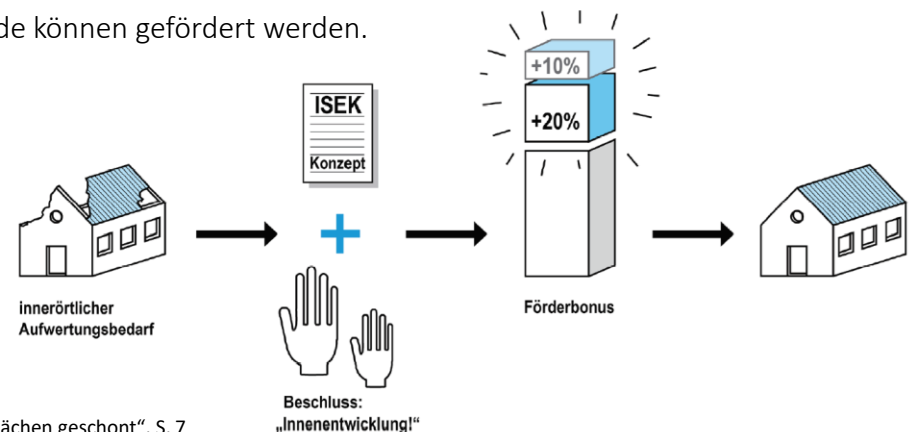 de können gefördert werden.
ISEK
Konzept
+10%
+20%
innerörtlicher
Aufwertungsbedarf
Förderbonus
Beschluss:
„Innenentwicklung!“
ächen geschont“, S. 7